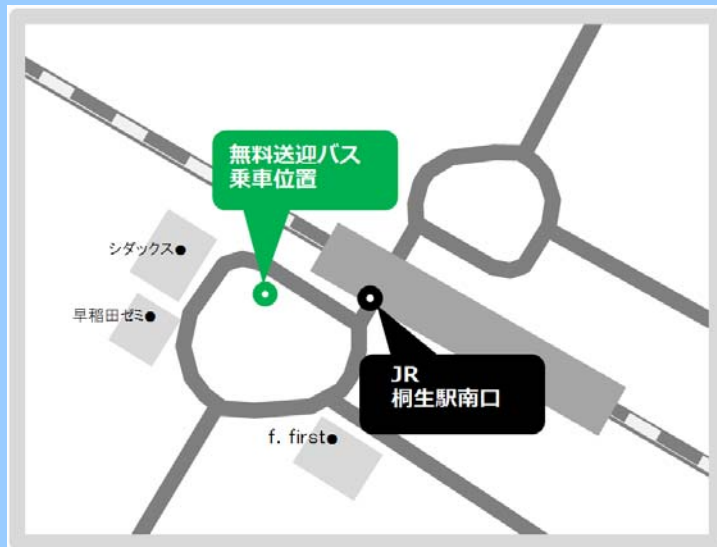 無料送迎バス
乗車位置
シダックス●
早稲田ゼミ●
JR
桐生駅南口
f. first●